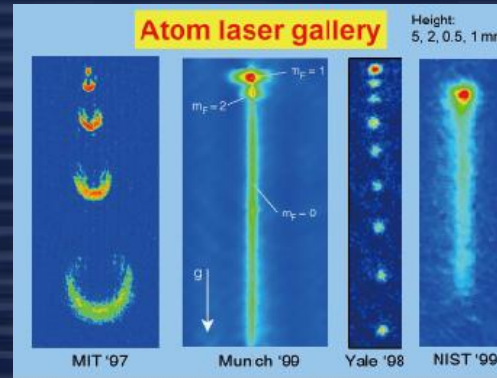 Atom laser gallery
Height:
5, 2, 0.5, 1 mm
m_F = 1
m_F = 2
m_F = 0
g
MIT '97
Munich '99
Yale '98
NIST '99